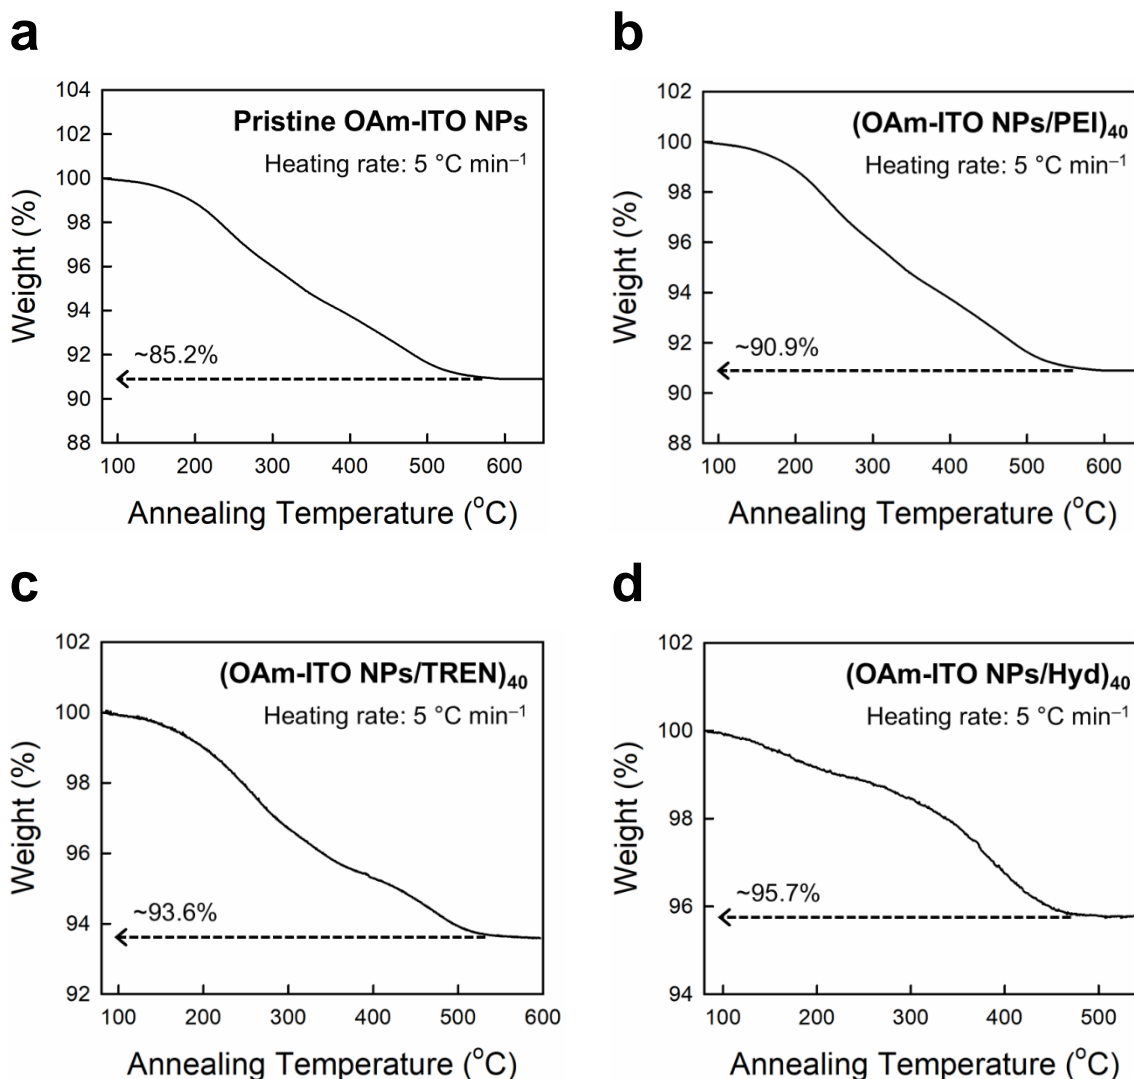 a
Pristine OAm-ITO NPs
Heating rate: 5 °C min⁻¹
104
102
100
98
96
94
92
90
88
~85.2%
100 200 300 400 500 600
Weight (%)
Annealing Temperature (°C)
b
(OAm-ITO NPs/PEI)₄₀
Heating rate: 5 °C min⁻¹
102
100
98
96
94
92
90
88
~90.9%
100 200 300 400 500 600
Weight (%)
Annealing Temperature (°C)
c
(OAm-ITO NPs/TREN)₄₀
Heating rate: 5 °C min⁻¹
102
100
98
96
94
92
~93.6%
100 200 300 400 500 600
Weight (%)
Annealing Temperature (°C)
d
(OAm-ITO NPs/Hyd)₄₀
Heating rate: 5 °C min⁻¹
102
100
98
96
94
~95.7%
100 200 300 400 500
Weight (%)
Annealing Temperature (°C)